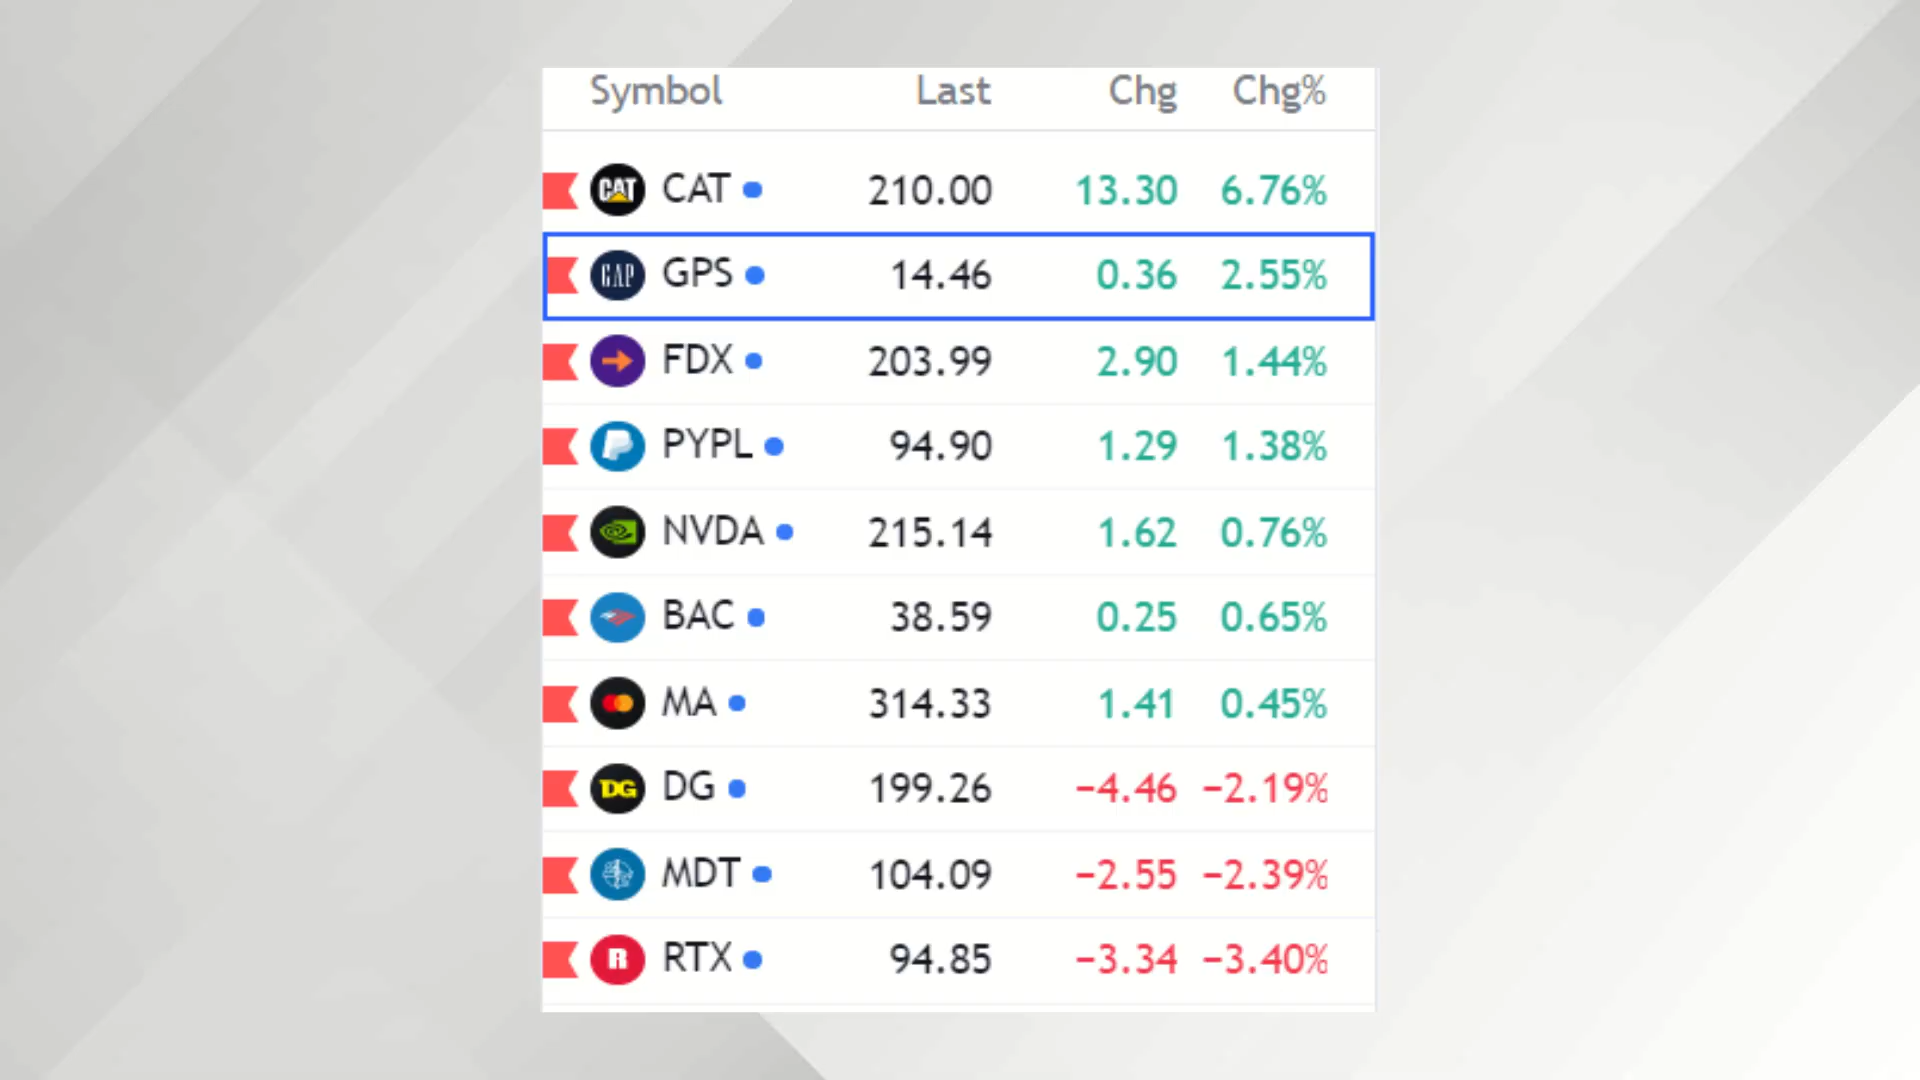 Symbol Last Chg Chg%
CAT CAT 210.00 13.30 6.76%
GAP GPS 14.46 0.36 2.55%
FDX 203.99 2.90 1.44%
PYPL 94.90 1.29 1.38%
NVDA 215.14 1.62 0.76%
BAC 38.59 0.25 0.65%
MA 314.33 1.41 0.45%
DG DG 199.26 −4.46 −2.19%
MDT 104.09 −2.55 −2.39%
R RTX 94.85 −3.34 −3.40%